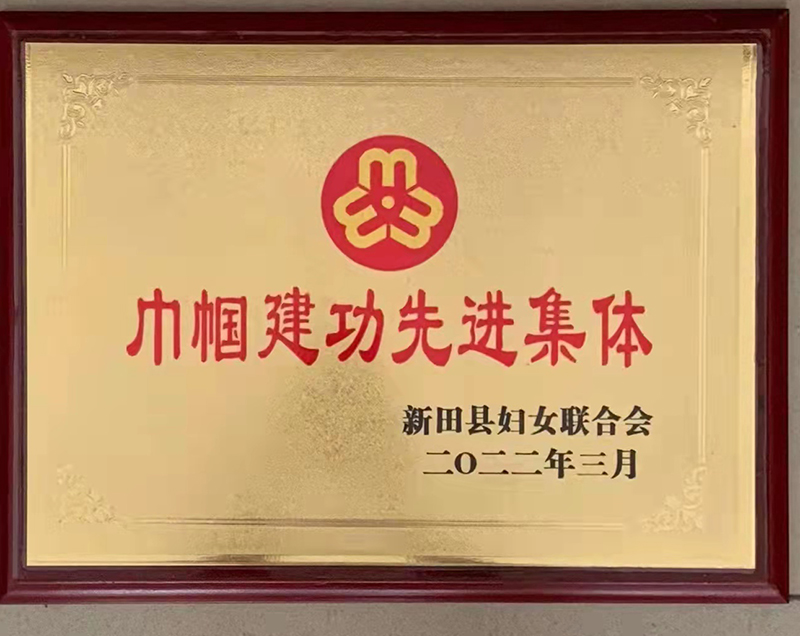 巾帼建功先进集体
新田县妇女联合会
二〇二二年三月